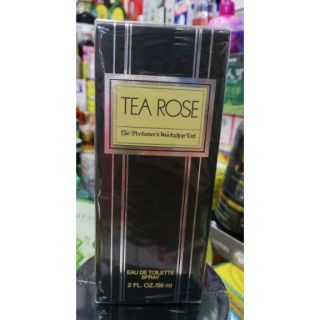 TEA ROSE
The Perfumer's Workshop Ltd
EAU DE TOILETTE
SPRAY
2 FL. OZ./56 ml